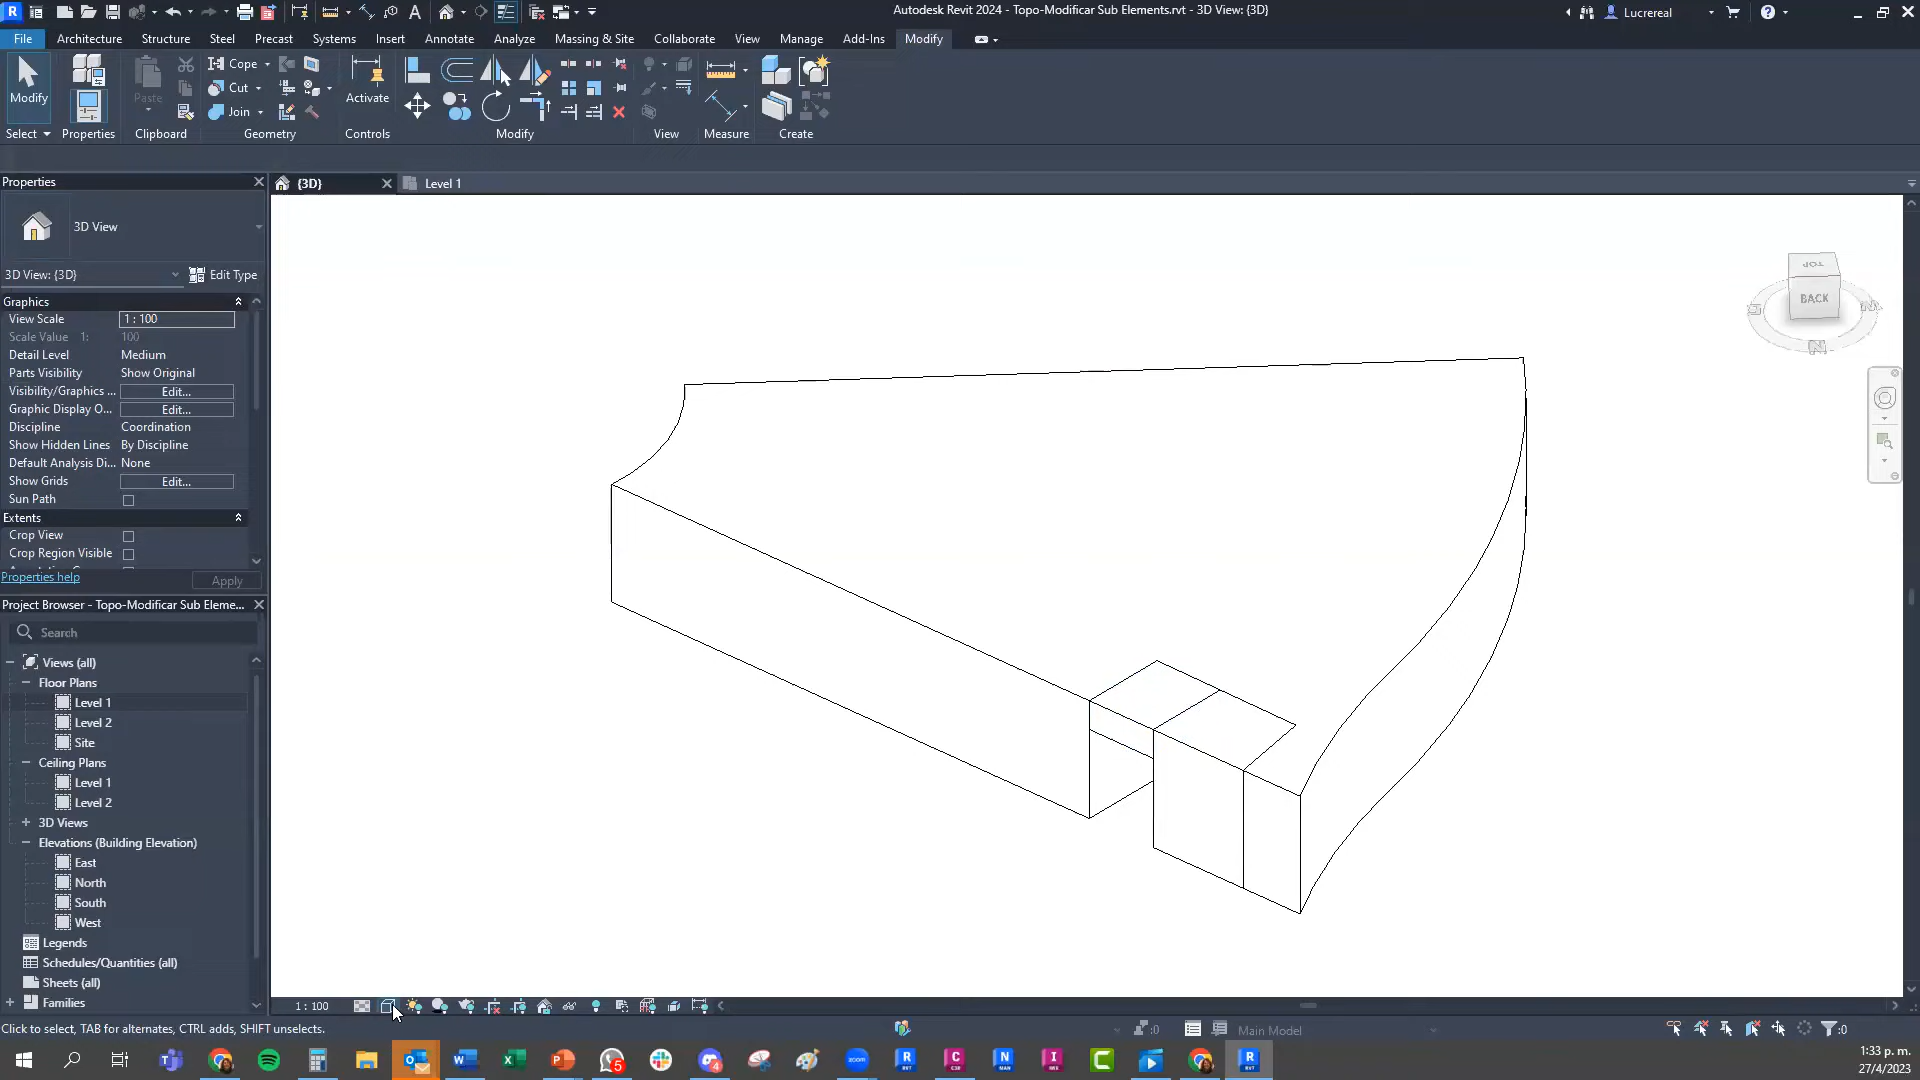 Autodesk Revit 2024 - Topo-Modificar Sub Elements.rvt - 3D View: {3D}
Lucrereal
File Architecture Structure Steel Precast Systems Insert Annotate Analyze Massing & Site Collaborate View Manage Add-Ins Modify
Modify
Paste
Cope
Cut
Join
Activate
Select Properties Clipboard Geometry Controls Modify View Measure Create
Properties
{3D}
Level 1
3D View
3D View: {3D}
Edit Type
Graphics
View Scale 1 : 100
Scale Value 1: 100
Detail Level Medium
Parts Visibility Show Original
Visibility/Graphics ... Edit...
Graphic Display O... Edit...
Discipline Coordination
Show Hidden Lines By Discipline
Default Analysis Di... None
Show Grids Edit...
Sun Path
Extents
Crop View
Crop Region Visible
Properties help
Apply
TOP
BACK
N
Project Browser - Topo-Modificar Sub Eleme...
Search
Views (all)
Floor Plans
Level 1
Level 2
Site
Ceiling Plans
Level 1
Level 2
3D Views
Elevations (Building Elevation)
East
North
South
West
Legends
Schedules/Quantities (all)
Sheets (all)
Families
1 : 100
Click to select, TAB for alternates, CTRL adds, SHIFT unselects.
:0
Main Model
:0
1:33 p. m.
27/4/2023